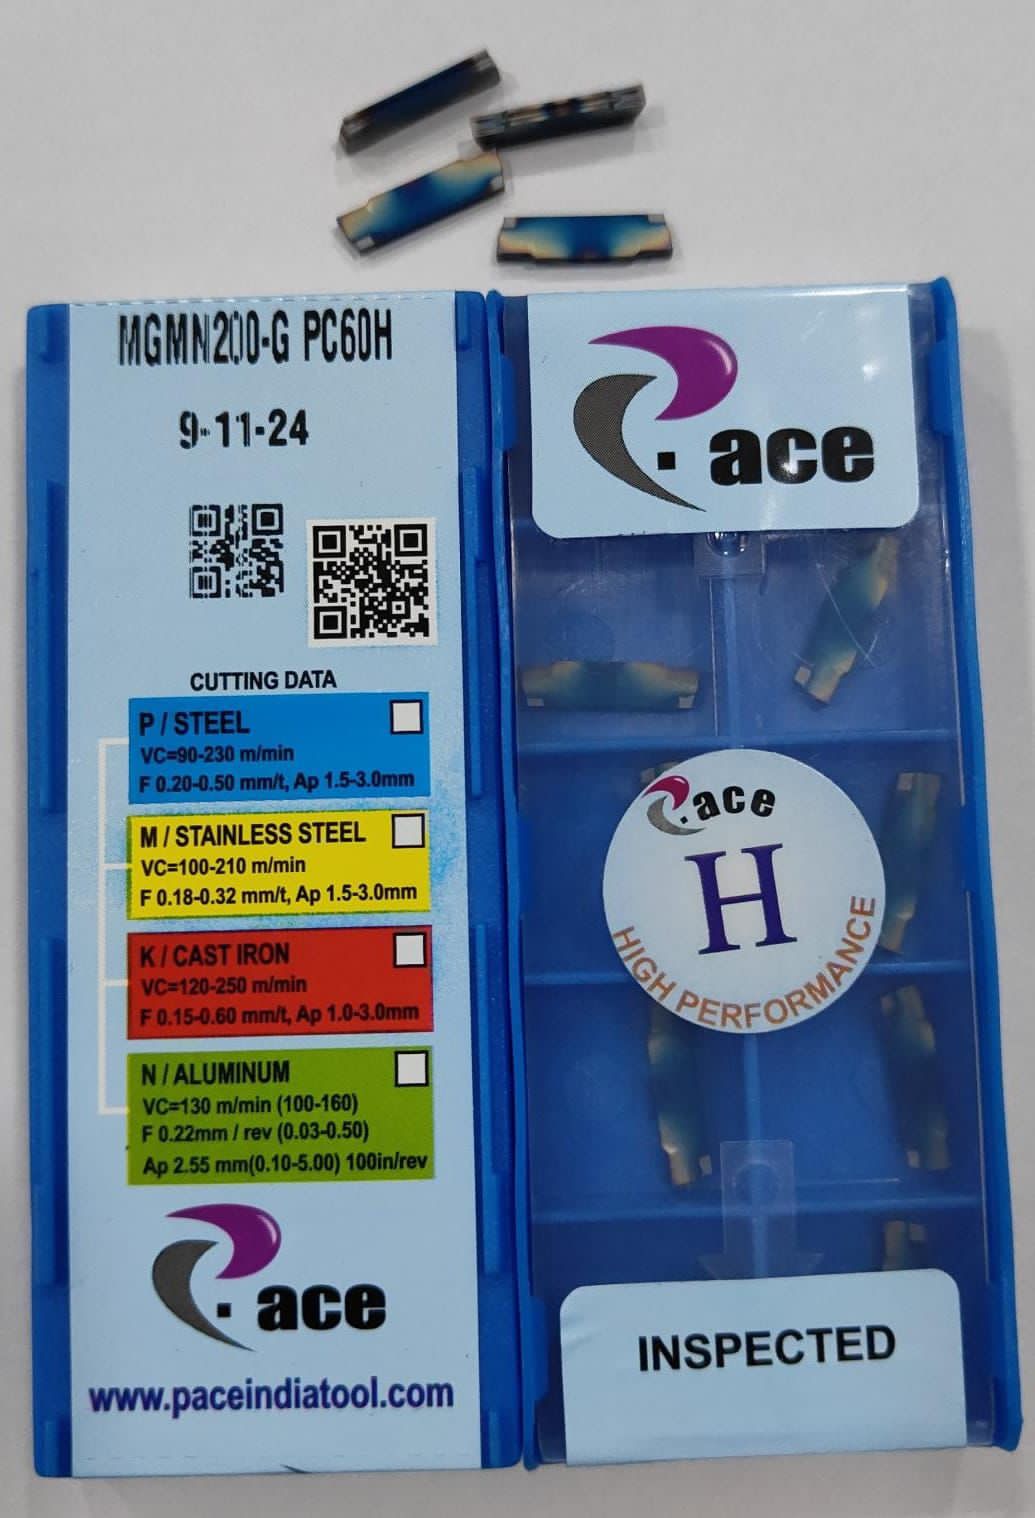 MGMN200-G PC60H
9-11-24
CUTTING DATA
P / STEEL
VC=90-230 m/min
F 0.20-0.50 mm/t, Ap 1.5-3.0mm
M / STAINLESS STEEL
VC=100-210 m/min
F 0.18-0.32 mm/t, Ap 1.5-3.0mm
K / CAST IRON
VC=120-250 m/min
F 0.15-0.60 mm/t, Ap 1.0-3.0mm
N / ALUMINUM
VC=130 m/min (100-160)
F 0.22mm / rev (0.03-0.50)
Ap 2.55 mm(0.10-5.00) 100in/rev
P.ace
www.paceindiatool.com
P.ace
P.ace
H
HIGH PERFORMANCE
INSPECTED